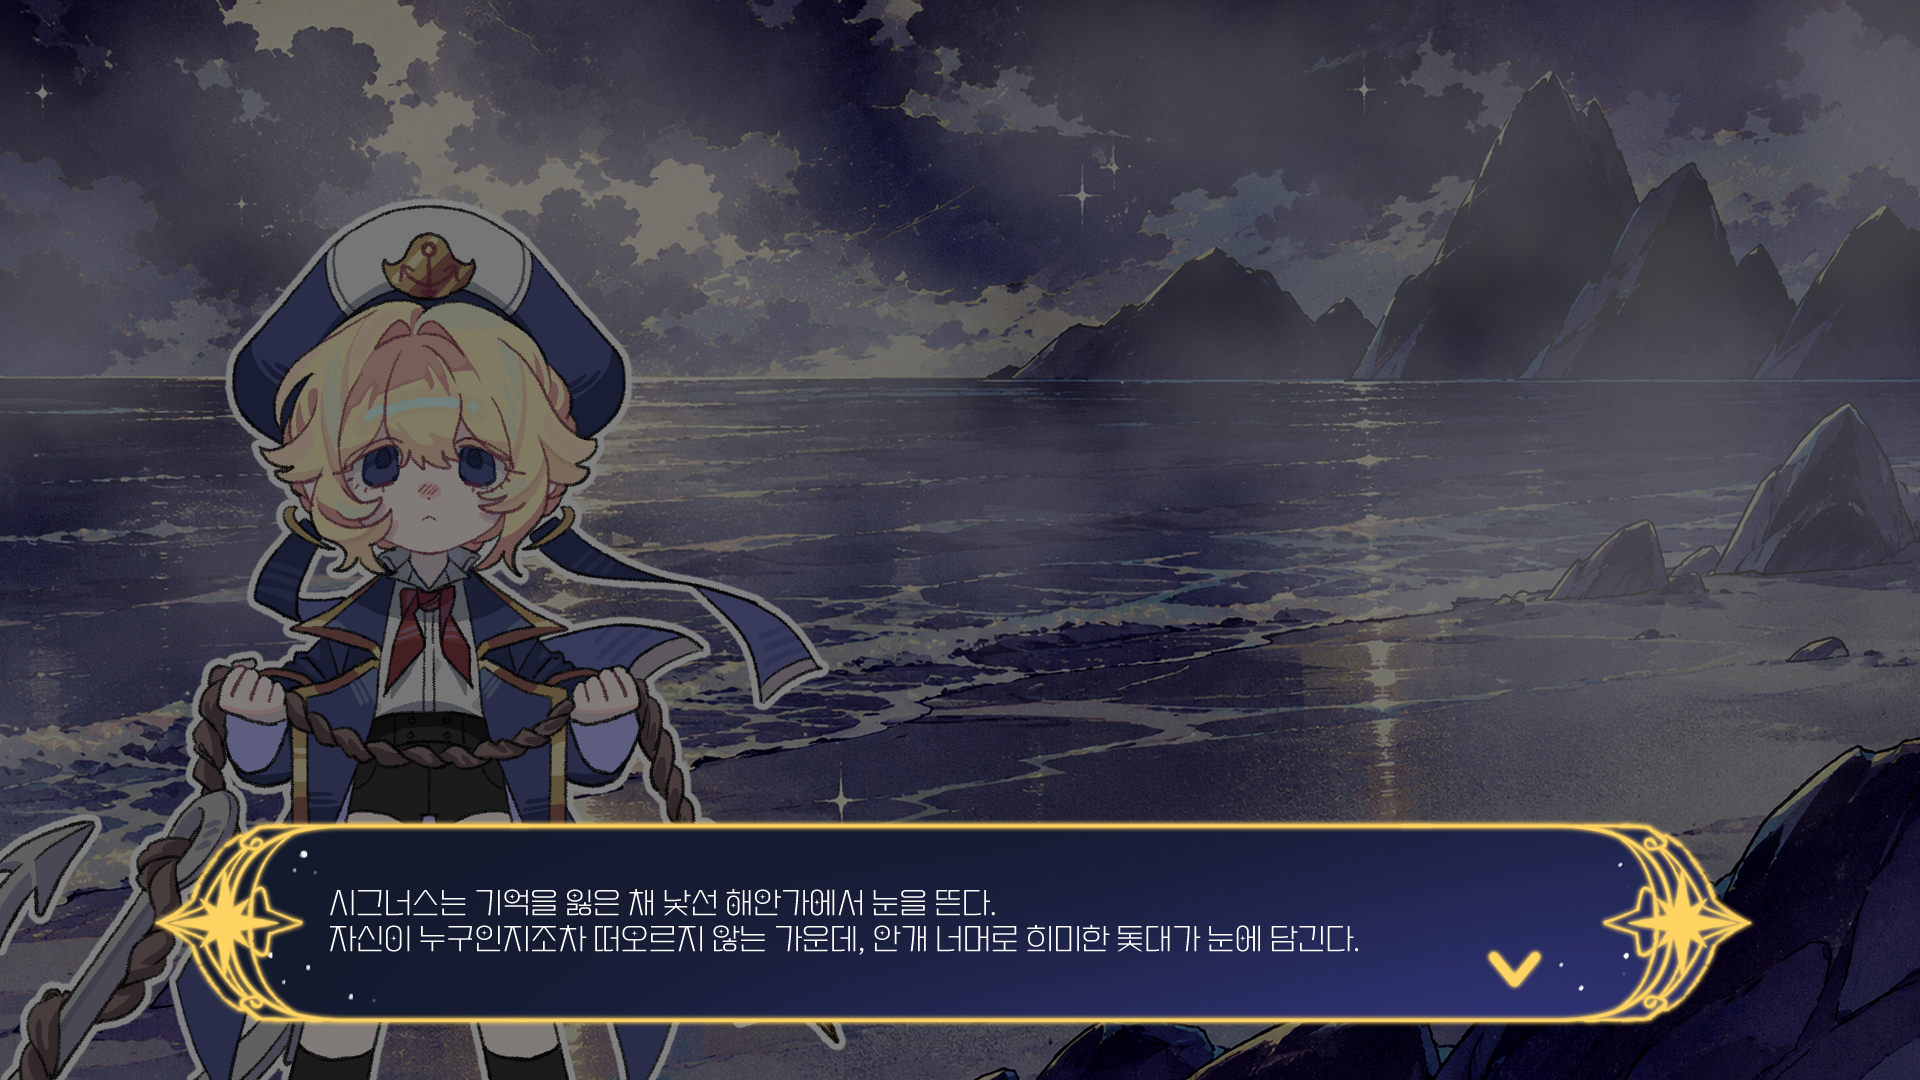 시그너스는 기억을 잃은 채 낯선 해안가에서 눈을 뜬다.
자신이 누구인지조차 떠오르지 않는 가운데, 안개 너머로 희미한 돛대가 눈에 담긴다.